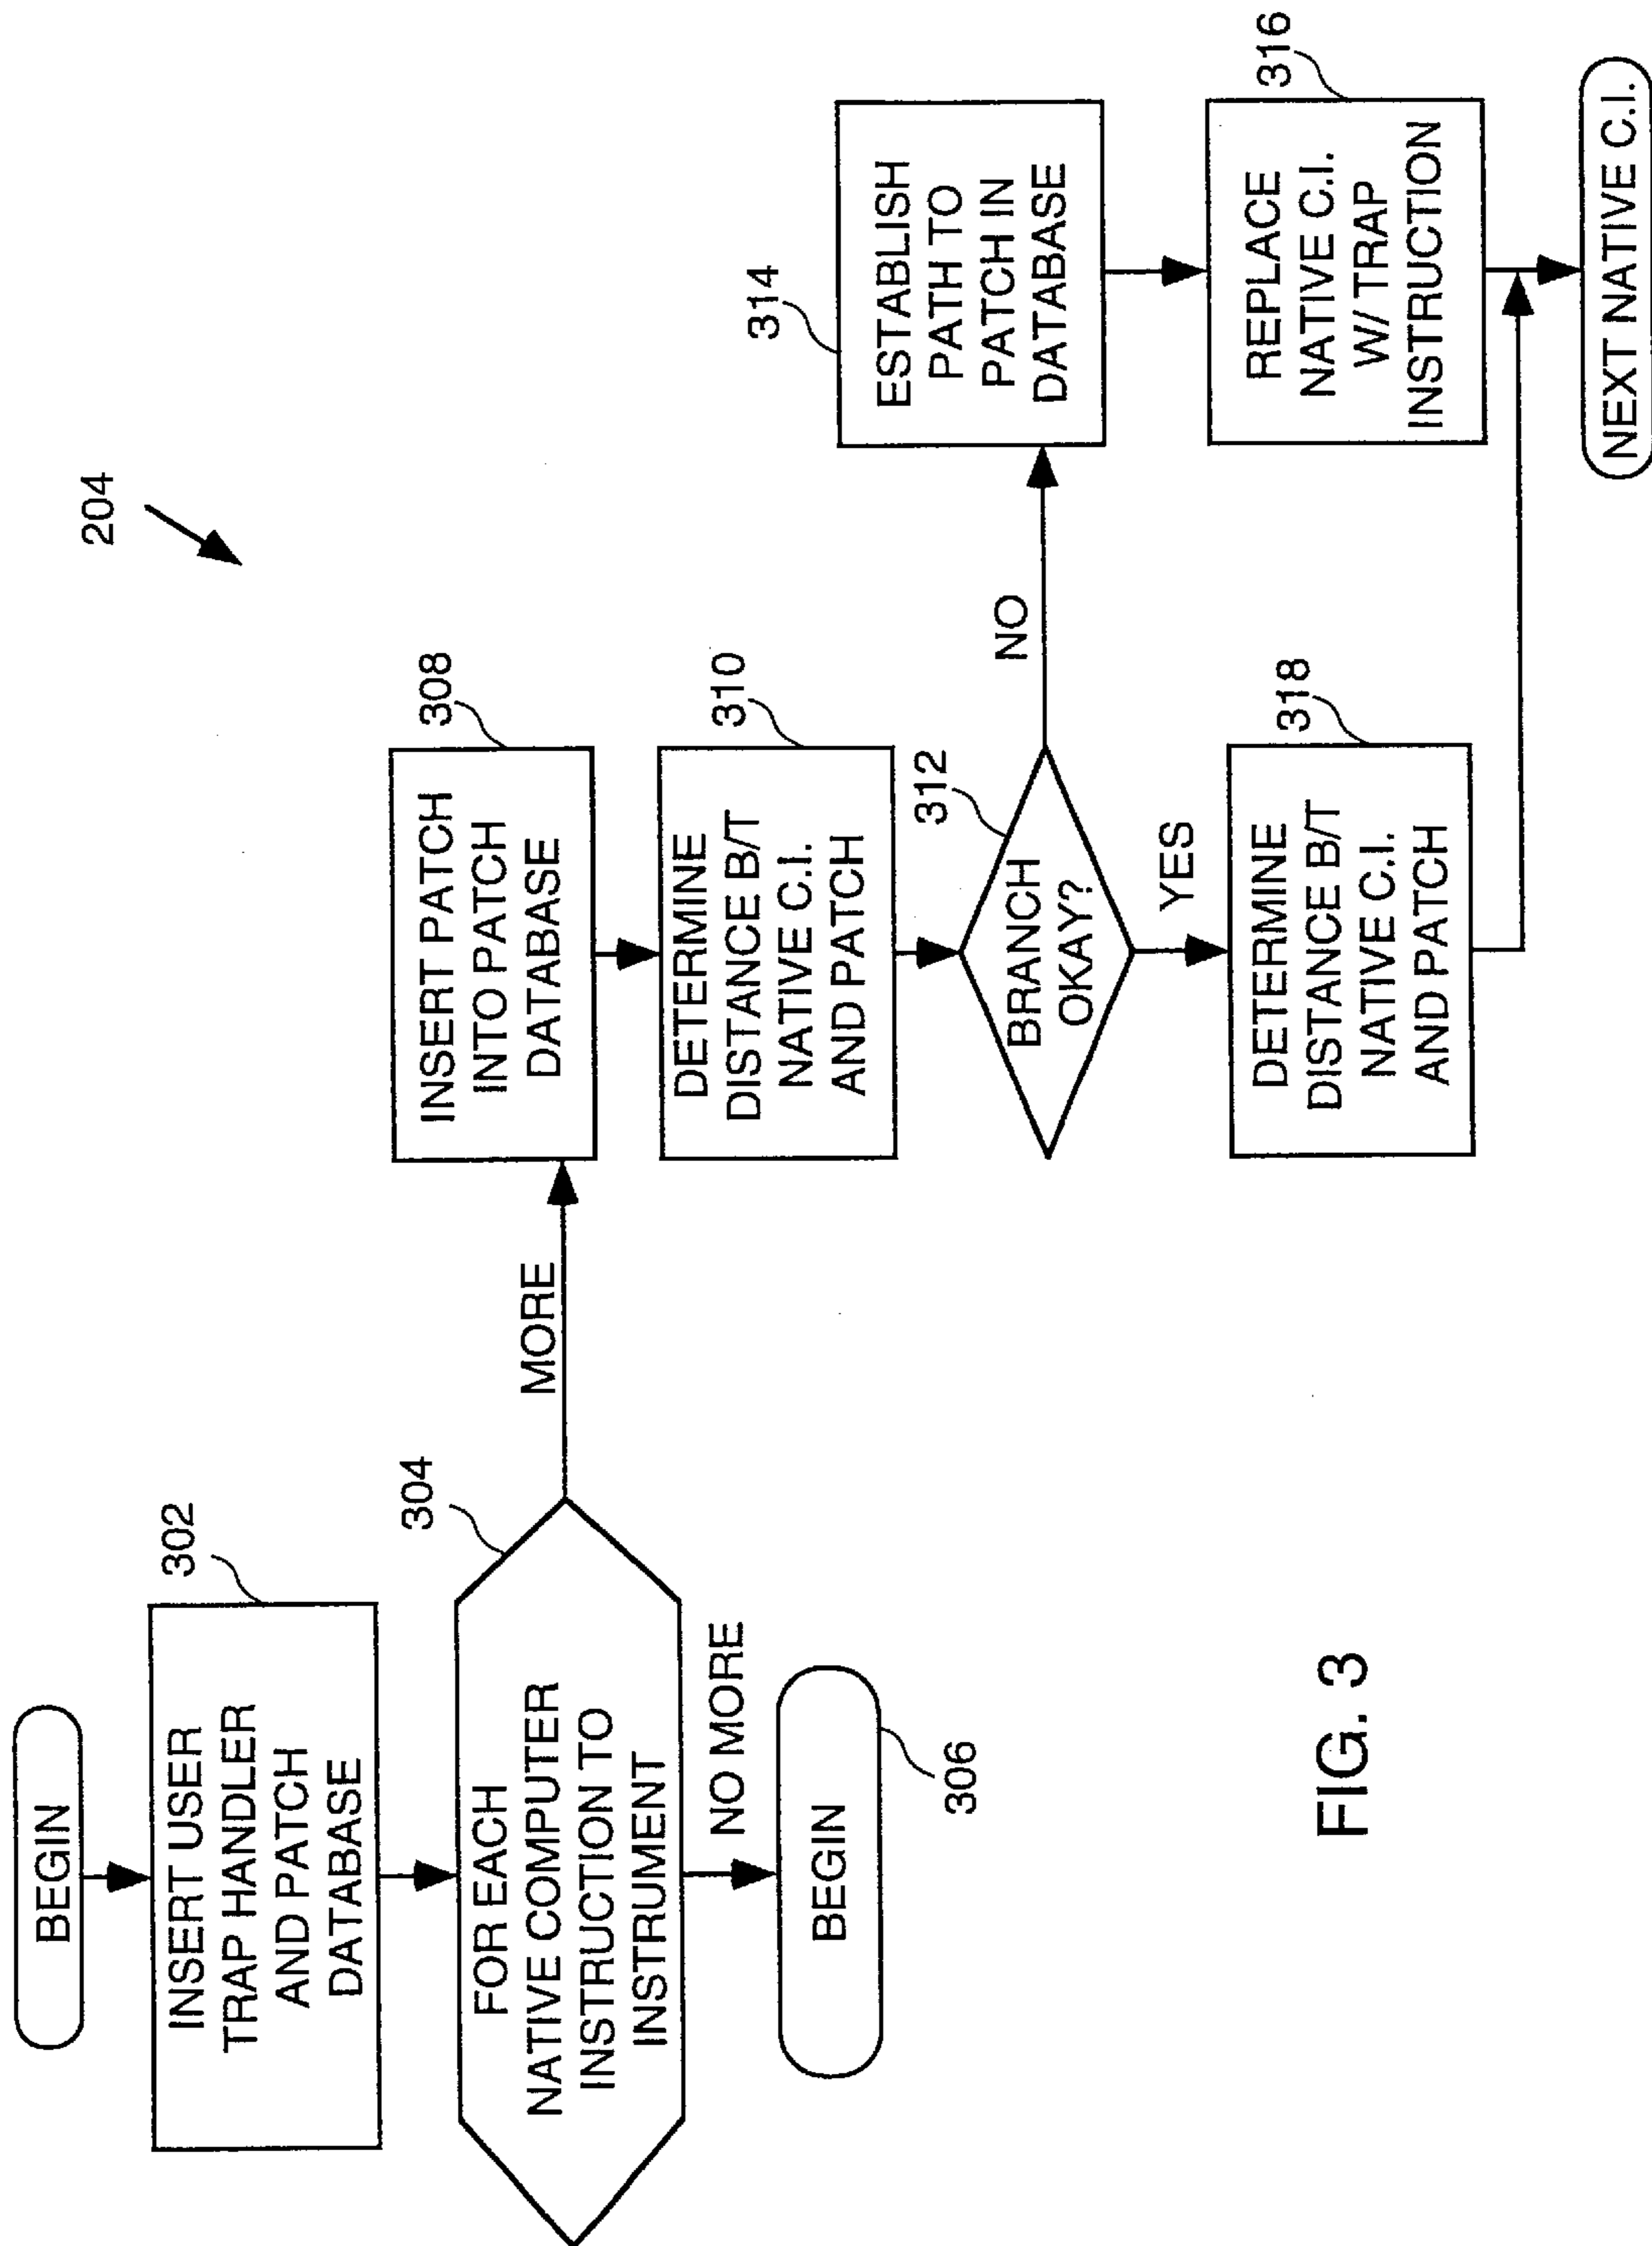 204
BEGIN
302
INSERT USER
TRAP HANDLER
AND PATCH
DATABASE
304
FOR EACH
NATIVE COMPUTER
INSTRUCTION TO
INSTRUMENT
MORE
NO MORE
BEGIN
306
308
INSERT PATCH
INTO PATCH
DATABASE
310
DETERMINE
DISTANCE B/T
NATIVE C.I.
AND PATCH
312
BRANCH
OKAY?
NO
YES
314
ESTABLISH
PATH TO
PATCH IN
DATABASE
316
REPLACE
NATIVE C.I.
W/ TRAP
INSTRUCTION
318
DETERMINE
DISTANCE B/T
NATIVE C.I.
AND PATCH
NEXT NATIVE C.I.
FIG. 3